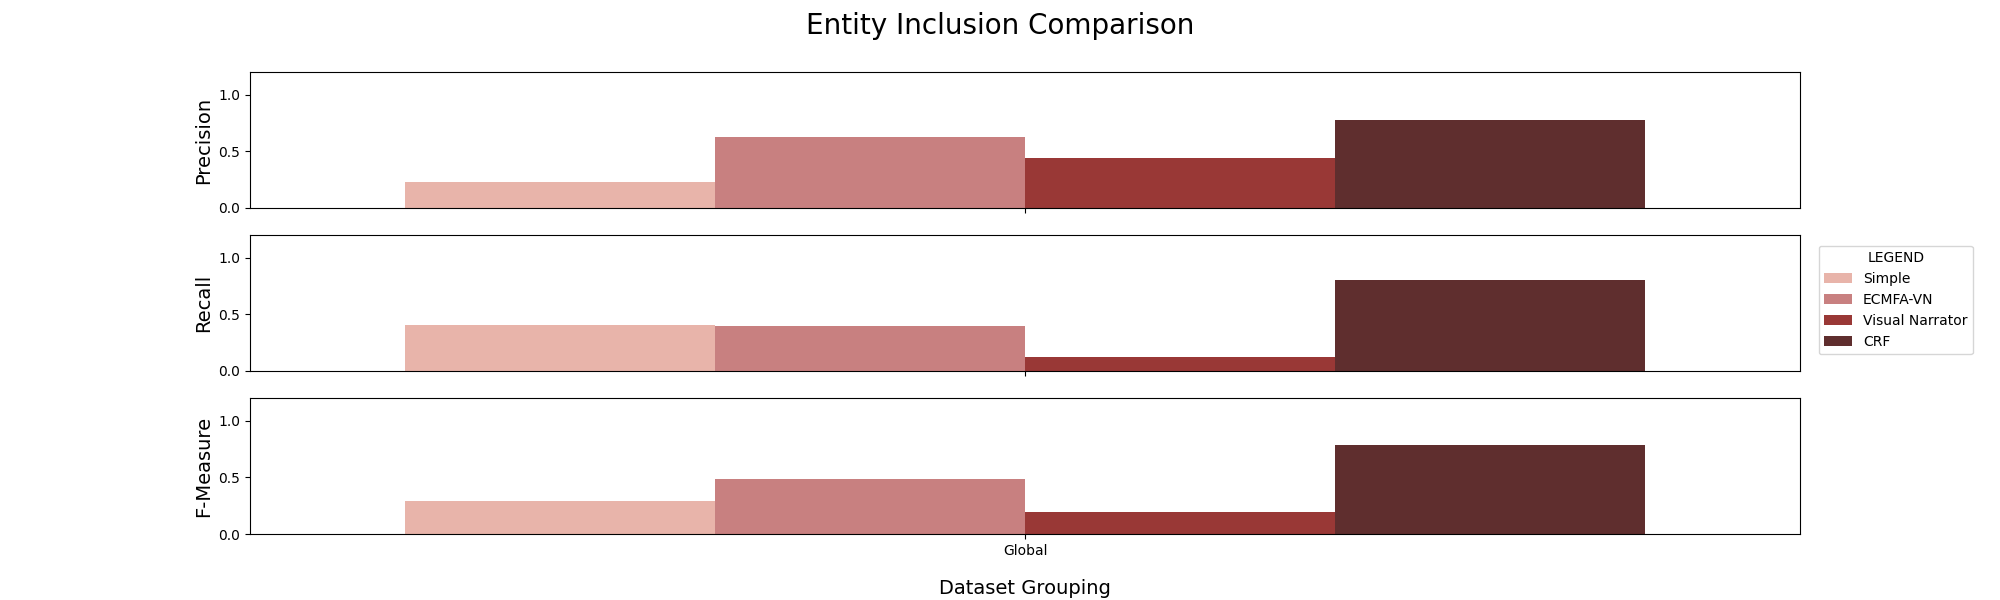 Entity Inclusion Comparison
Precision
1.0
0.5
0.0
Recall
1.0
0.5
0.0
F-Measure
1.0
0.5
0.0
Global
Dataset Grouping
LEGEND
Simple
ECMFA-VN
Visual Narrator
CRF